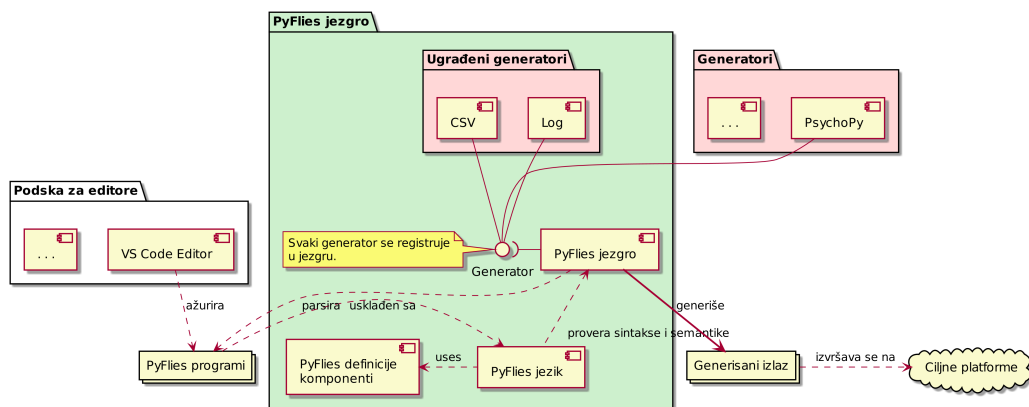 PyFlies jezgro
Ugrađeni generatori
Generatori
CSV
Log
. . .
PsychoPy
Podska za editore
. . .
VS Code Editor
Svaki generator se registruje
u jezgru.
Generator
PyFlies jezgro
ažurira
parsira
usklađen sa
generiše
provera sintakse i semantike
PyFlies programi
PyFlies definicije
komponenti
uses
PyFlies jezik
Generisani izlaz
izvršava se na
Ciljne platforme